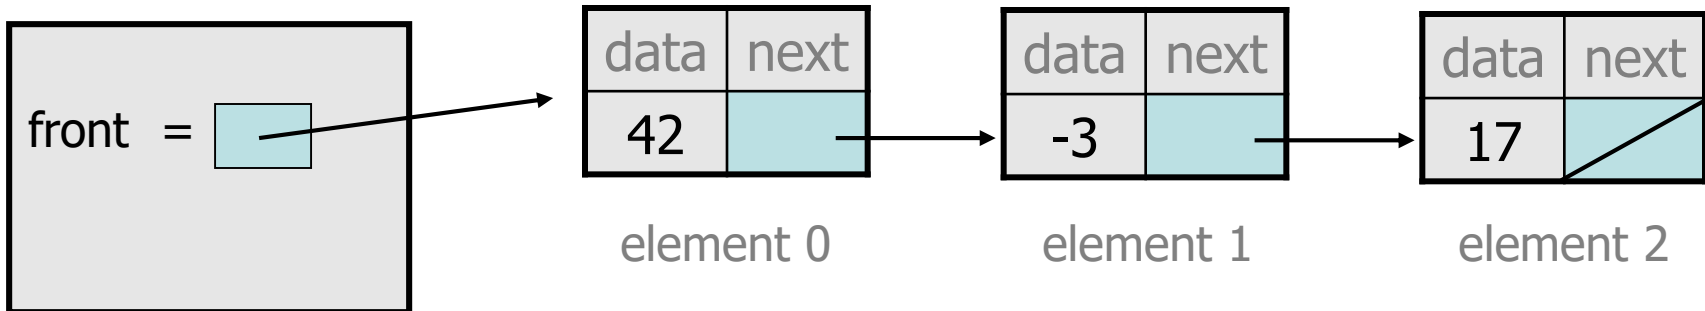 data next
data next
data next
front =
42
-3
17
element 0
element 1
element 2